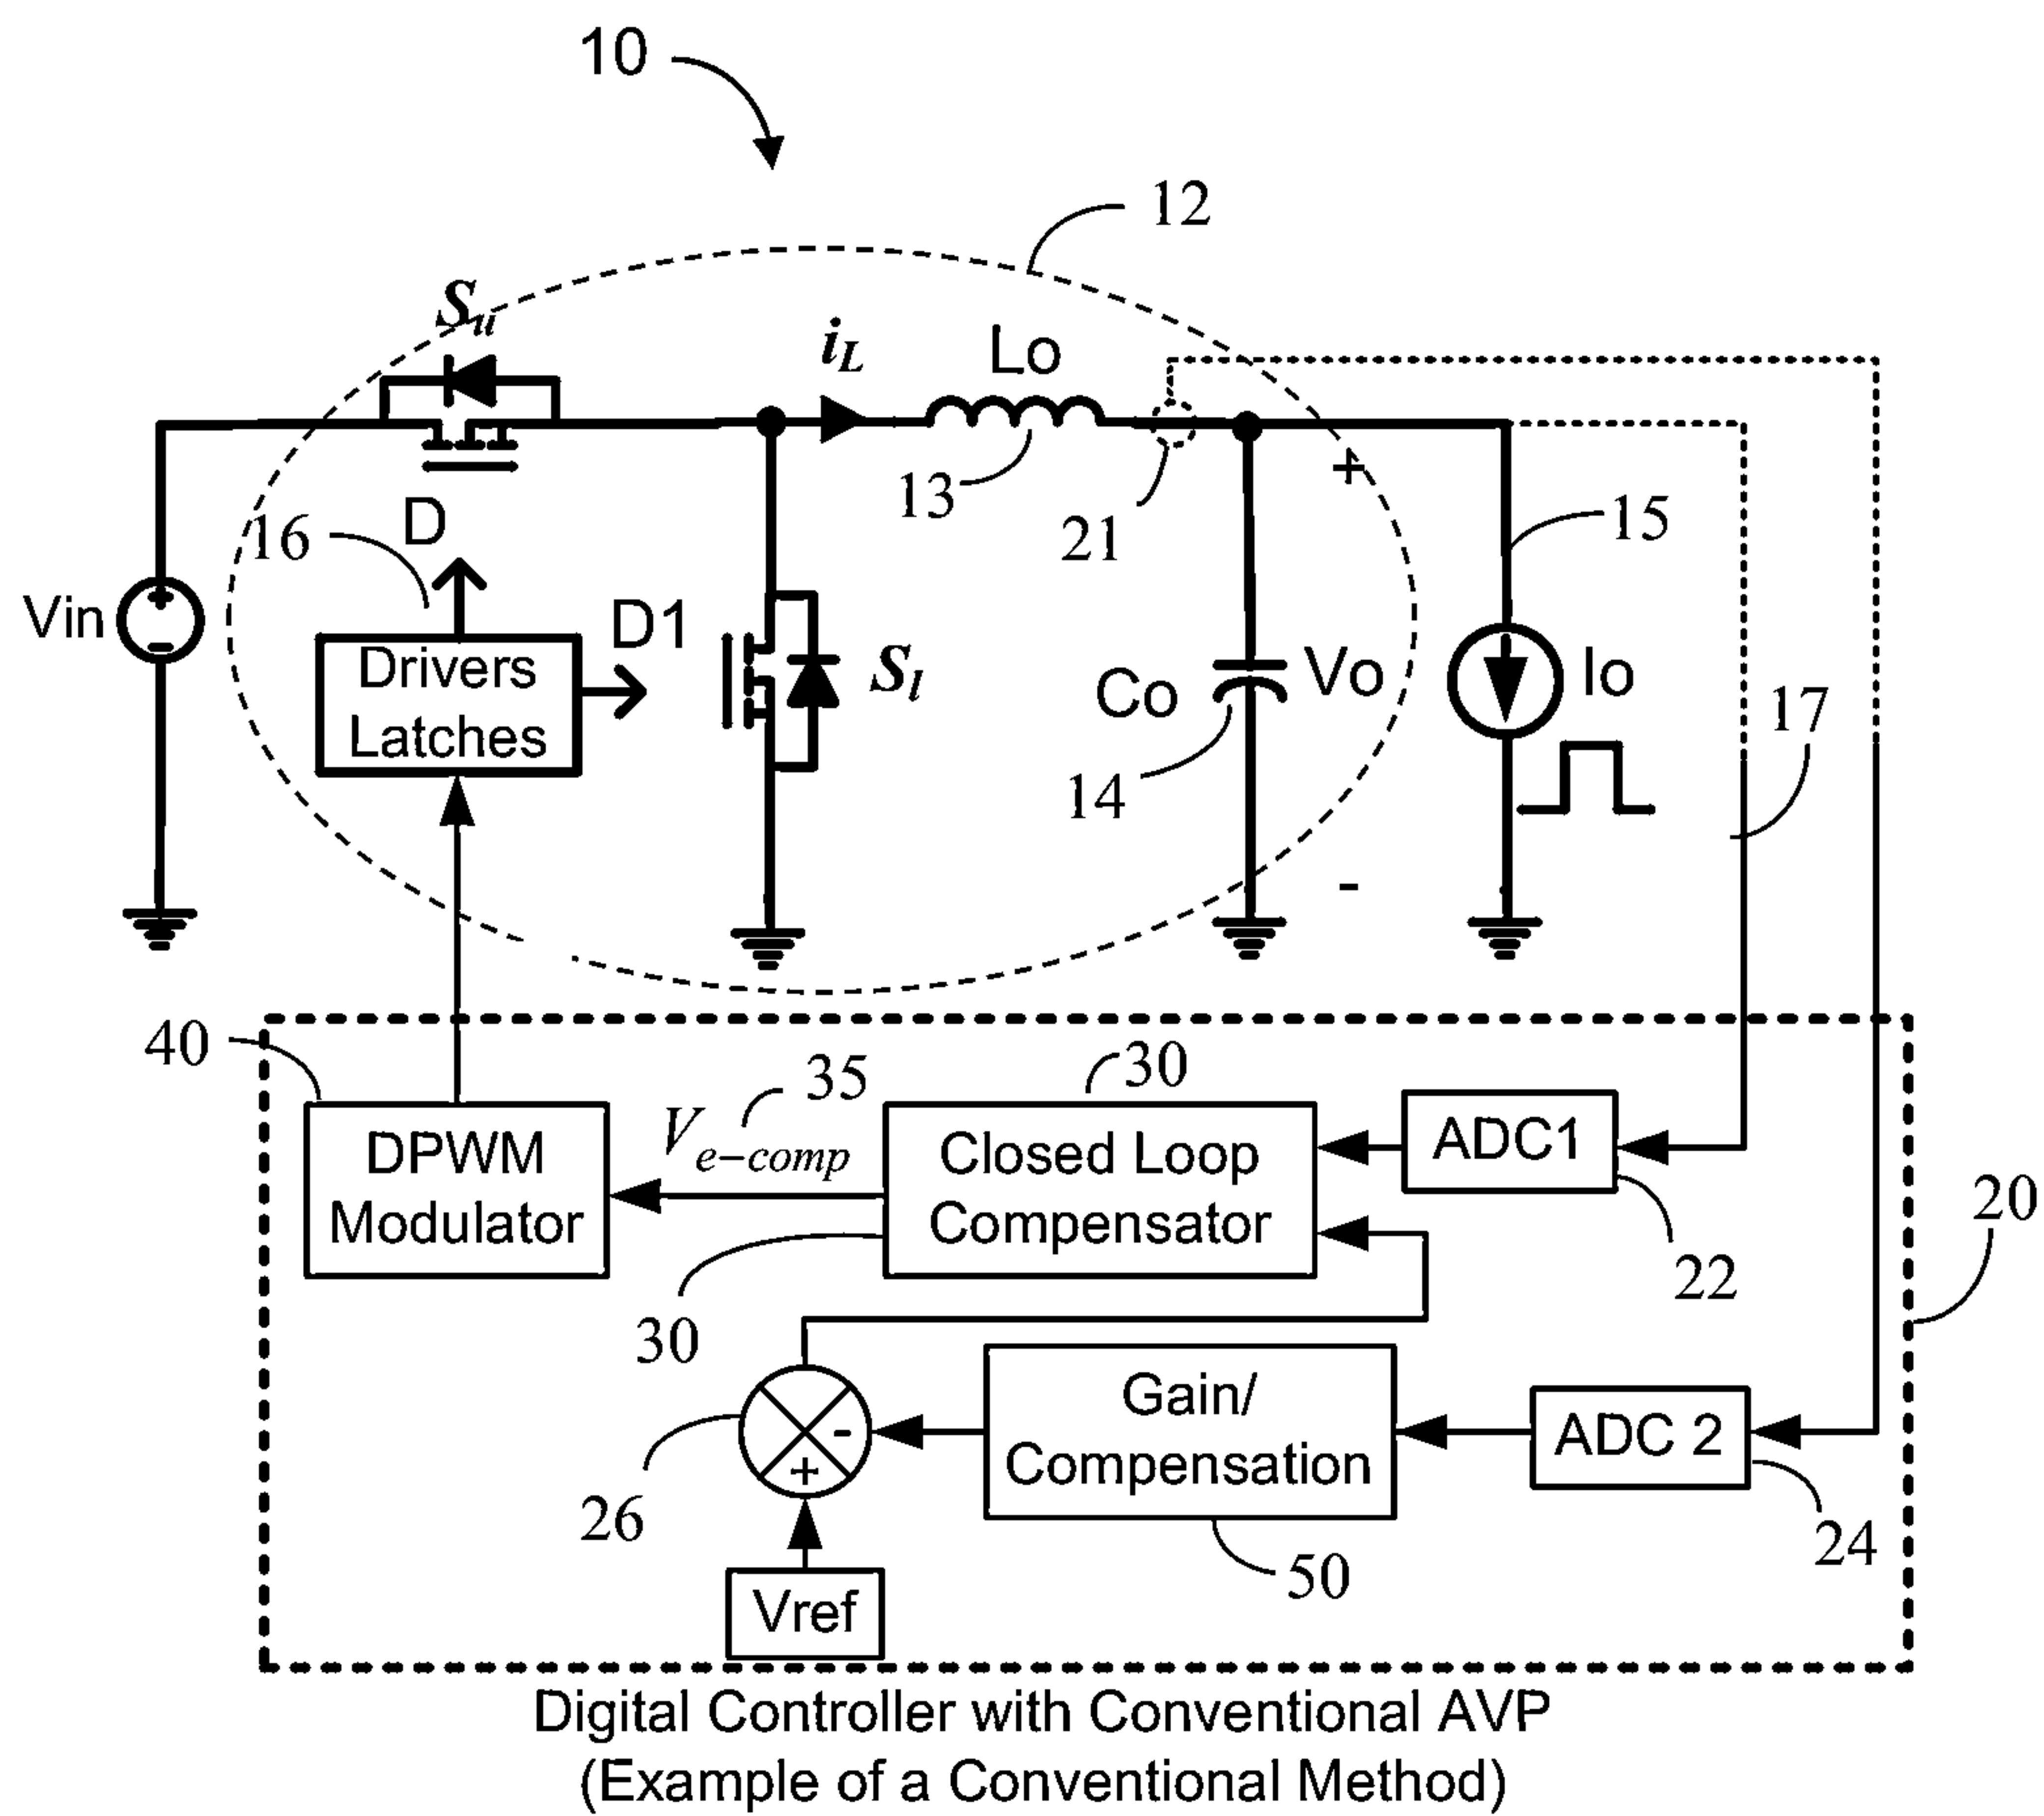 10
12
Su
iL
Lo
13
21
+
15
16
D
Vin
+
-
D1
Drivers
Latches
Sl
Co
Vo
Io
14
17
-
40
35
30
Ve-comp
DPWM
Modulator
Closed Loop
Compensator
ADC1
20
22
30
Gain/
Compensation
ADC 2
-
+
26
24
50
Vref
Digital Controller with Conventional AVP
(Example of a Conventional Method)